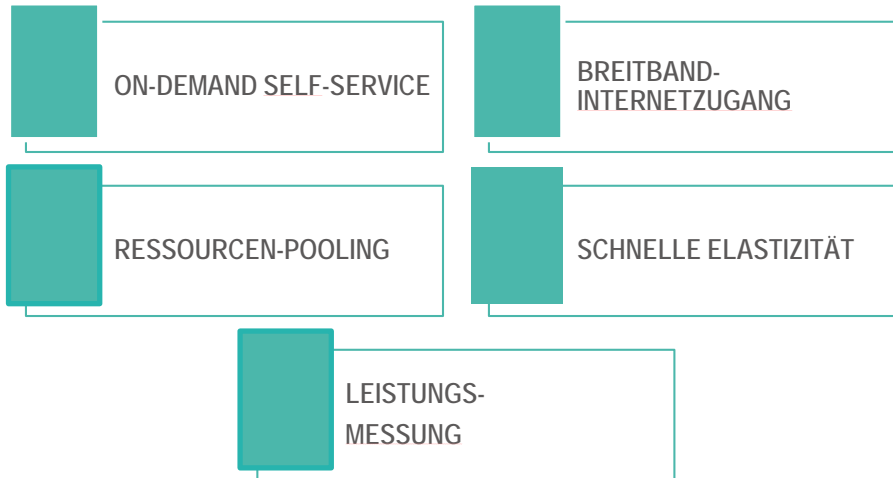 ON-DEMAND SELF-SERVICE
BREITBAND-
INTERNETZUGANG
RESSOURCEN-POOLING
SCHNELLE ELASTIZITÄT
LEISTUNGS-
MESSUNG